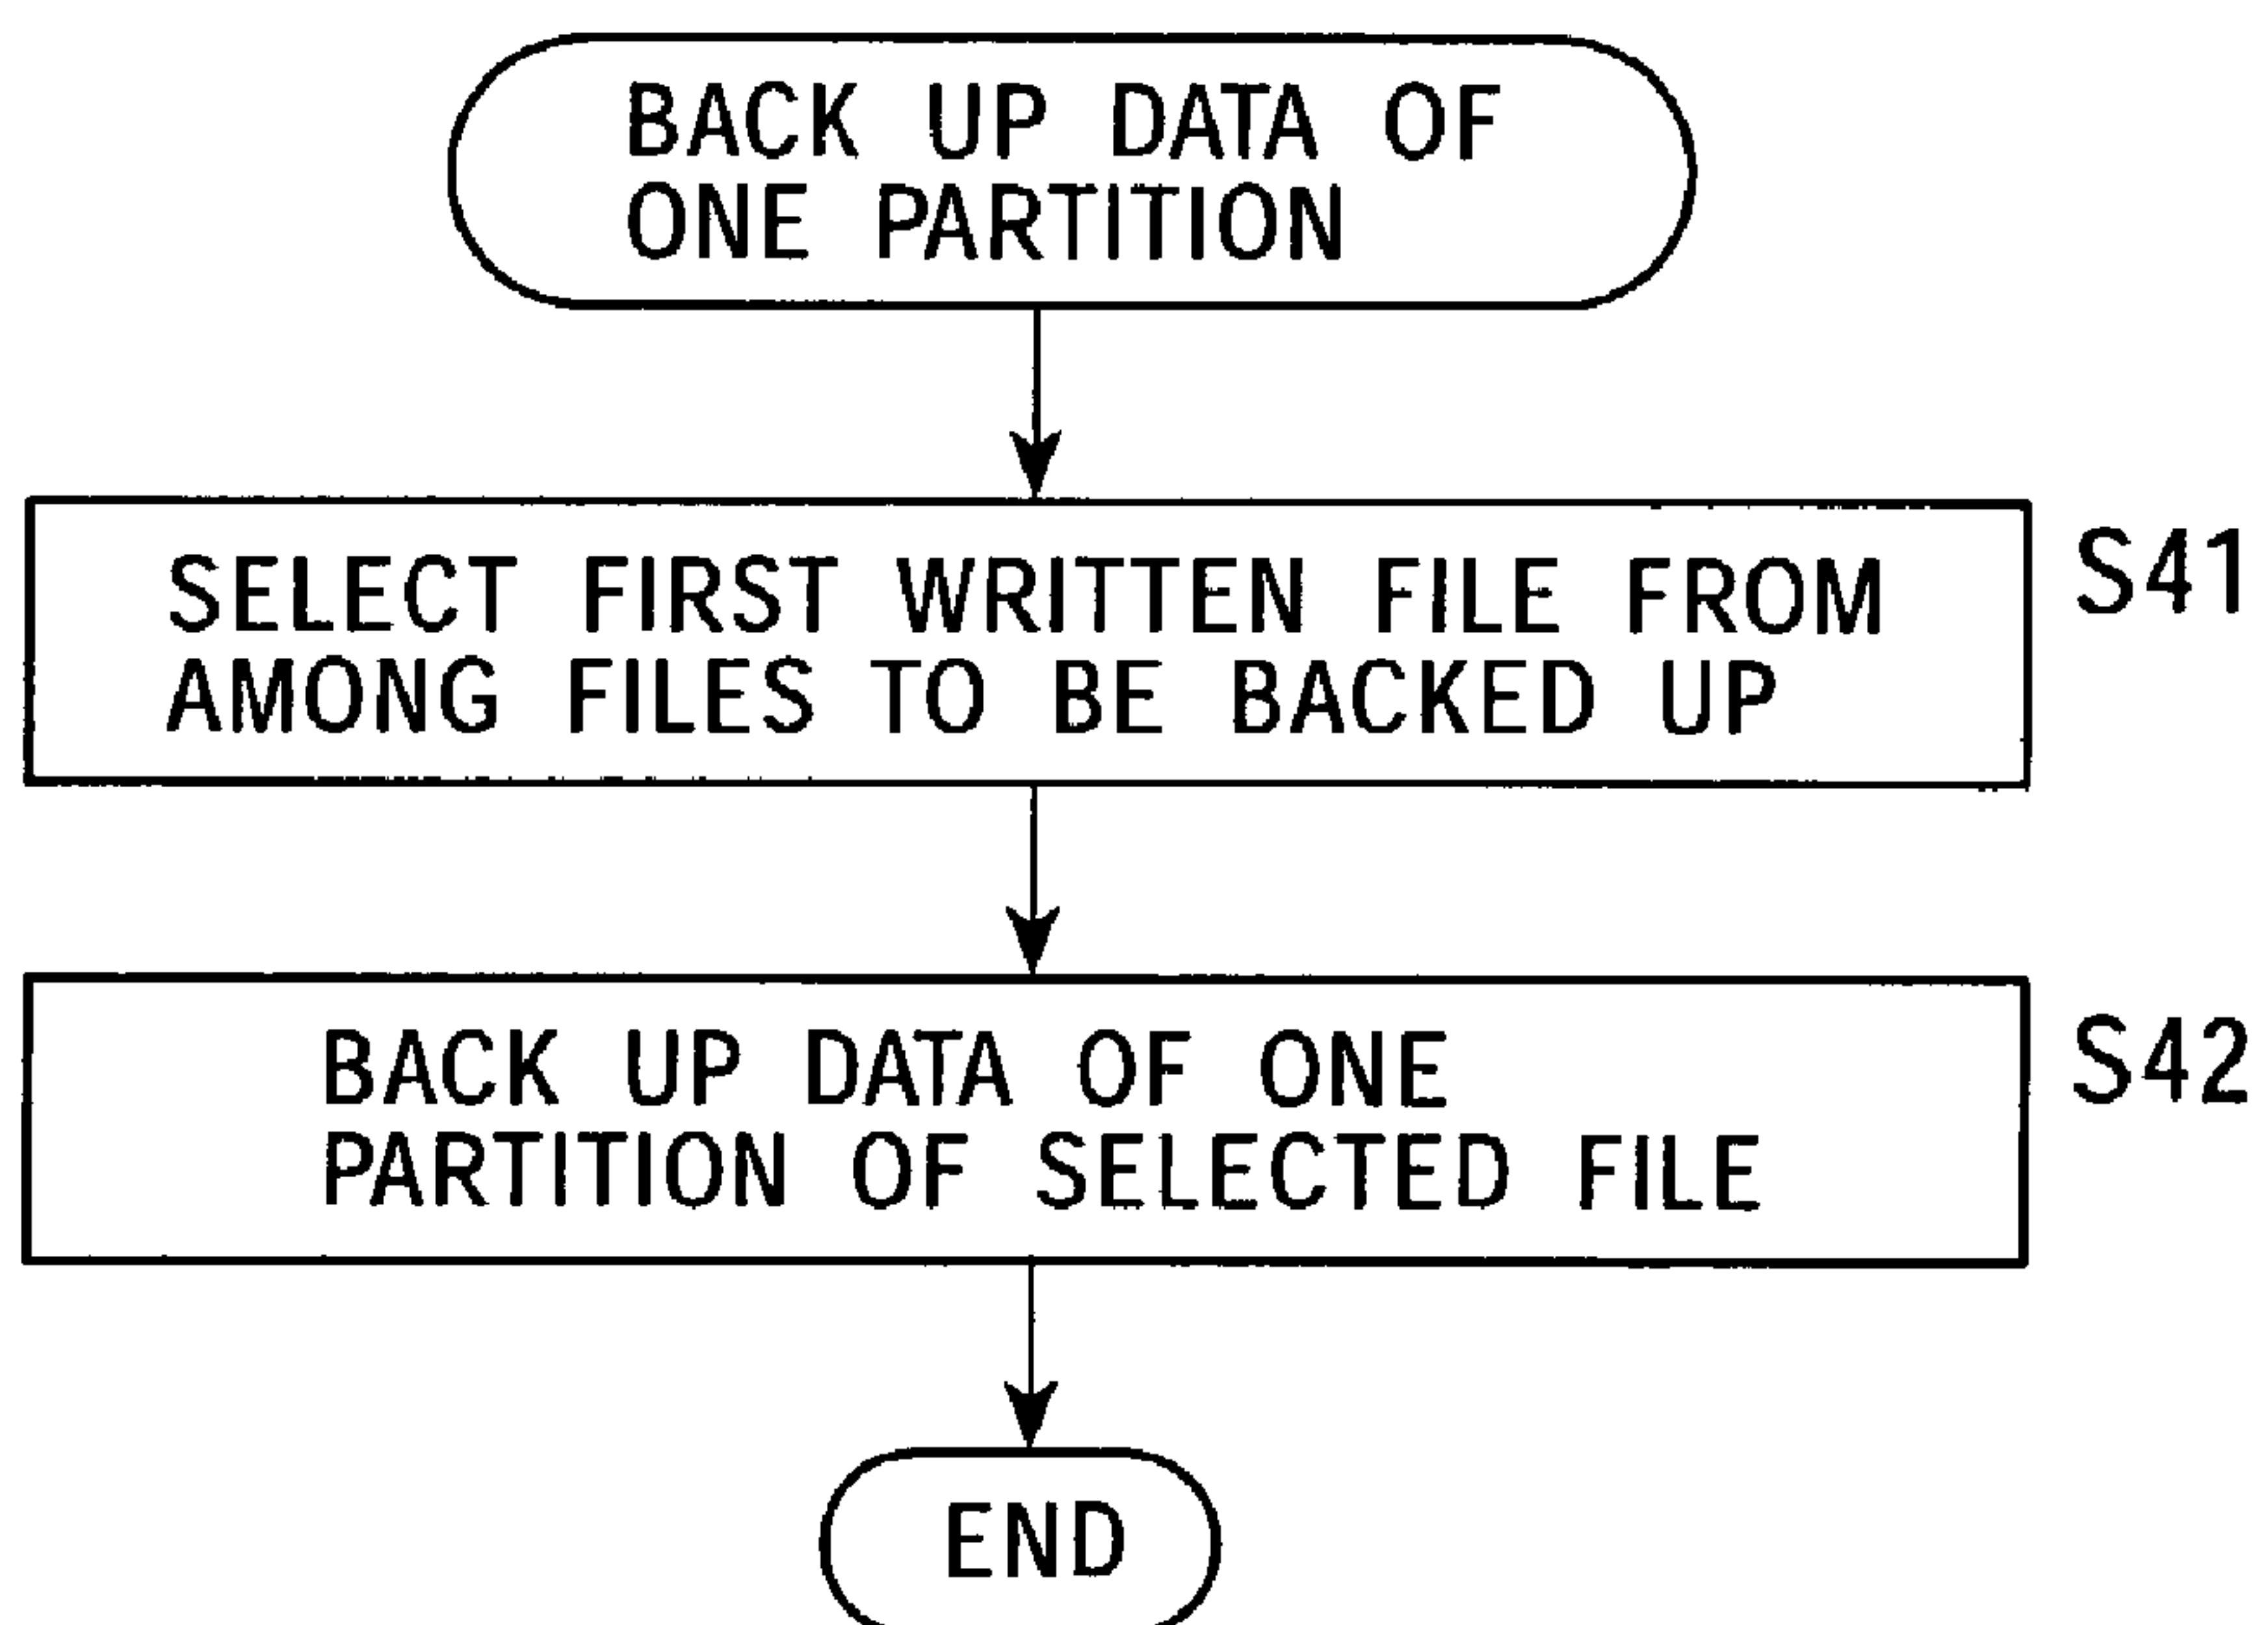 BACK UP DATA OF
ONE PARTITION
SELECT FIRST WRITTEN FILE FROM
AMONG FILES TO BE BACKED UP
S41
BACK UP DATA OF ONE
PARTITION OF SELECTED FILE
S42
END